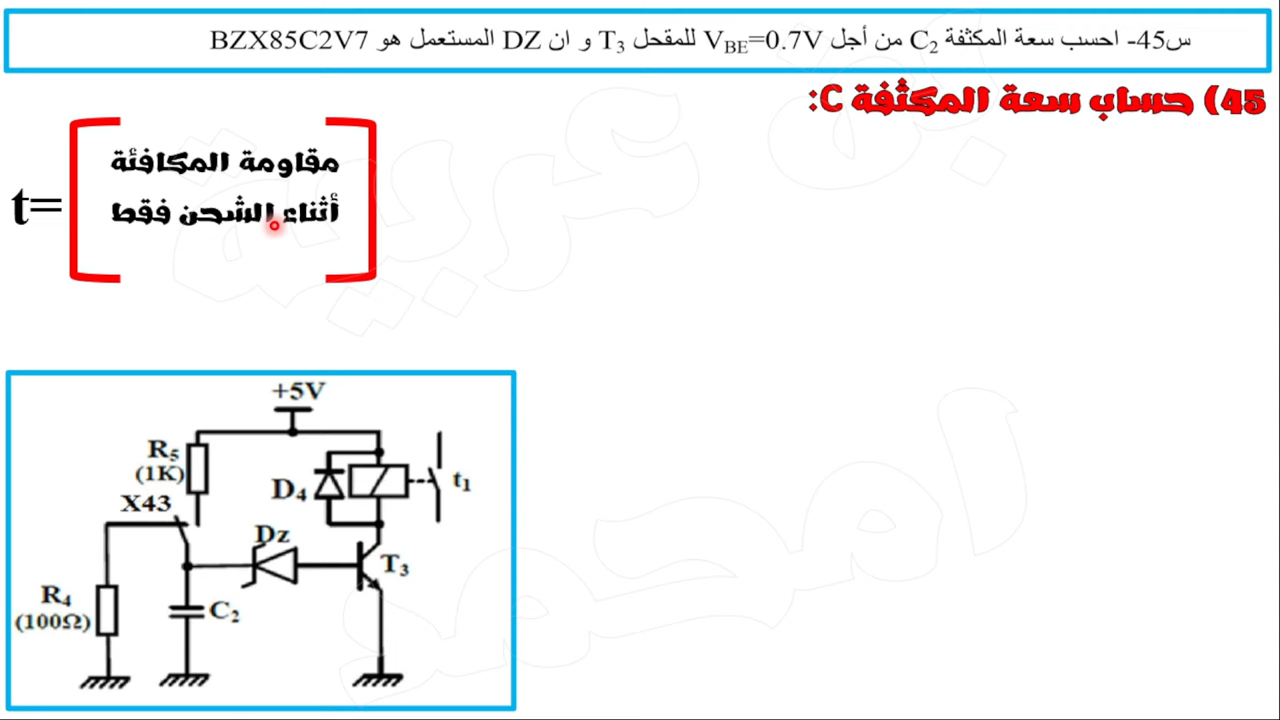 س45- احسب سعة المكثفة C2 من أجل VBE=0.7V للمقحل T3 و ان DZ المستعمل هو BZX85C2V7
45) حساب سعة المكثفة C:
t=
مقاومة المكافئة
أثناء الشحن فقط
+5V
R5
(1K)
X43
D4
t1
Dz
T3
R4
(100Ω)
C2